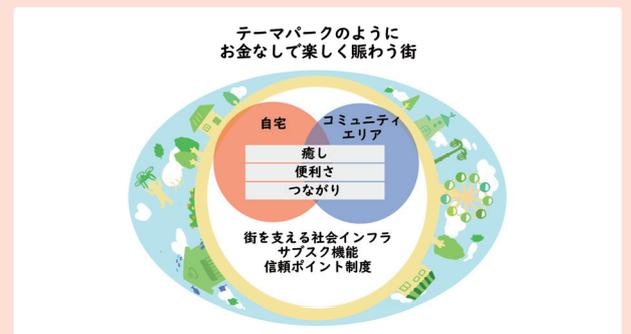 テーマパークのように
お金なしで楽しく賑わう街
自宅
コミュニティ
エリア
癒し
便利さ
つながり
街を支える社会インフラ
サブスク機能
信頼ポイント制度